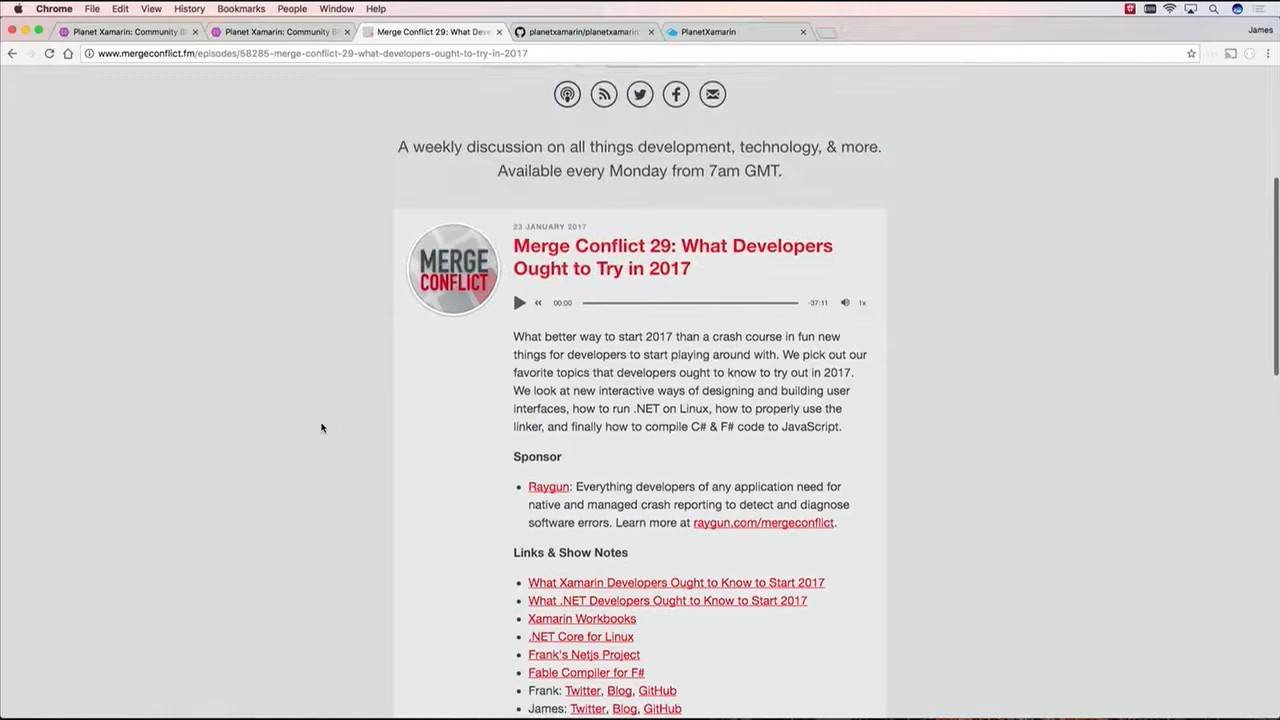 Chrome File Edit View History Bookmarks People Window Help
Planet Xamarin: Community B
Planet Xamarin: Community B
Merge Conflict 29: What Deve
planetxamarin/planetxamarin
PlanetXamarin
James
www.mergeconflict.fm/episodes/58285-merge-conflict-29-what-developers-ought-to-try-in-2017
A weekly discussion on all things development, technology, & more.
Available every Monday from 7am GMT.
MERGE
CONFLICT
23 JANUARY 2017
Merge Conflict 29: What Developers
Ought to Try in 2017
00:00 -37:11 1x
What better way to start 2017 than a crash course in fun new
things for developers to start playing around with. We pick out our
favorite topics that developers ought to know to try out in 2017.
We look at new interactive ways of designing and building user
interfaces, how to run .NET on Linux, how to properly use the
linker, and finally how to compile C# & F# code to JavaScript.
Sponsor
• Raygun: Everything developers of any application need for
native and managed crash reporting to detect and diagnose
software errors. Learn more at raygun.com/mergeconflict.
Links & Show Notes
• What Xamarin Developers Ought to Know to Start 2017
• What .NET Developers Ought to Know to Start 2017
• Xamarin Workbooks
• .NET Core for Linux
• Frank's Netjs Project
• Fable Compiler for F#
• Frank: Twitter, Blog, GitHub
• James: Twitter, Blog, GitHub